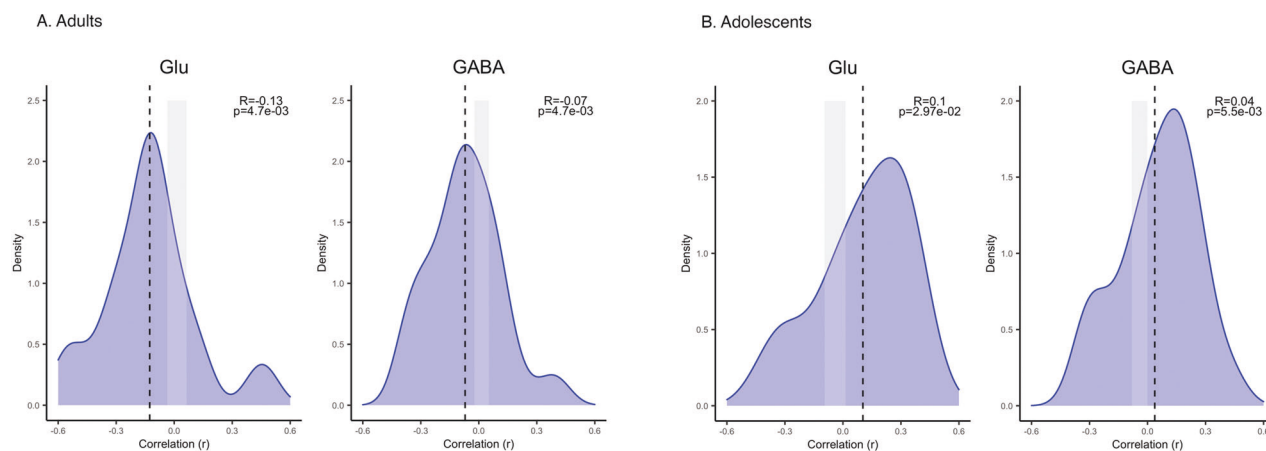 A. Adults
B. Adolescents
Glu
GABA
Glu
GABA
R=-0.13
p=4.7e-03
R=-0.07
p=4.7e-03
R=0.1
p=2.97e-02
R=0.04
p=5.5e-03
Density
2.5
2.0
1.5
1.0
0.5
0.0
-0.6 -0.3 0.0 0.3 0.6
Correlation (r)
Density
2.5
2.0
1.5
1.0
0.5
0.0
-0.6 -0.3 0.0 0.3 0.6
Correlation (r)
Density
2.0
1.5
1.0
0.5
0.0
-0.6 -0.3 0.0 0.3 0.6
Correlation (r)
Density
2.0
1.5
1.0
0.5
0.0
-0.6 -0.3 0.0 0.3 0.6
Correlation (r)